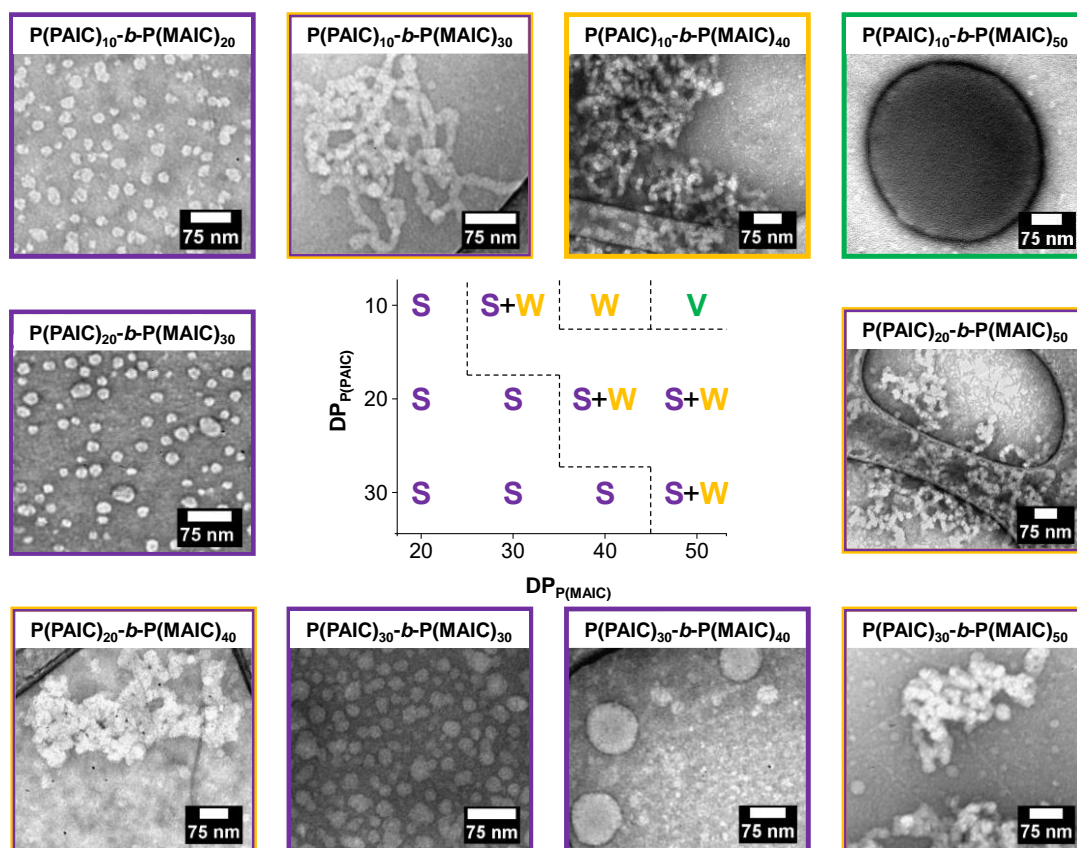 P(PAIC)₁₀-b-P(MAIC)₂₀
75 nm
P(PAIC)₁₀-b-P(MAIC)₃₀
75 nm
P(PAIC)₁₀-b-P(MAIC)₄₀
75 nm
P(PAIC)₁₀-b-P(MAIC)₅₀
75 nm
P(PAIC)₂₀-b-P(MAIC)₃₀
75 nm
DP P(PAIC)
10 S S+W W V
20 S S S+W S+W
30 S S S S+W
20 30 40 50
DP P(MAIC)
P(PAIC)₂₀-b-P(MAIC)₅₀
75 nm
P(PAIC)₂₀-b-P(MAIC)₄₀
75 nm
P(PAIC)₃₀-b-P(MAIC)₃₀
75 nm
P(PAIC)₃₀-b-P(MAIC)₄₀
75 nm
P(PAIC)₃₀-b-P(MAIC)₅₀
75 nm